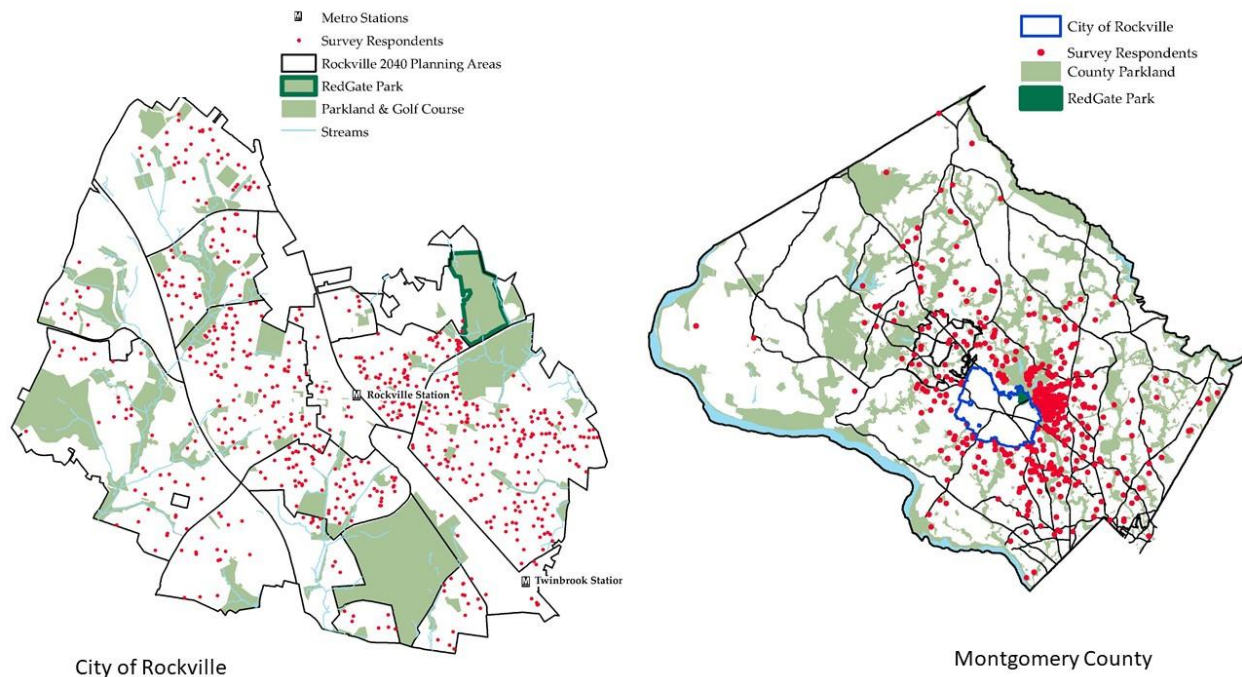 M Metro Stations
Survey Respondents
Rockville 2040 Planning Areas
RedGate Park
Parkland & Golf Course
Streams
M Rockville Station
M Twinbrook Station
City of Rockville
City of Rockville
Survey Respondents
County Parkland
RedGate Park
Montgomery County